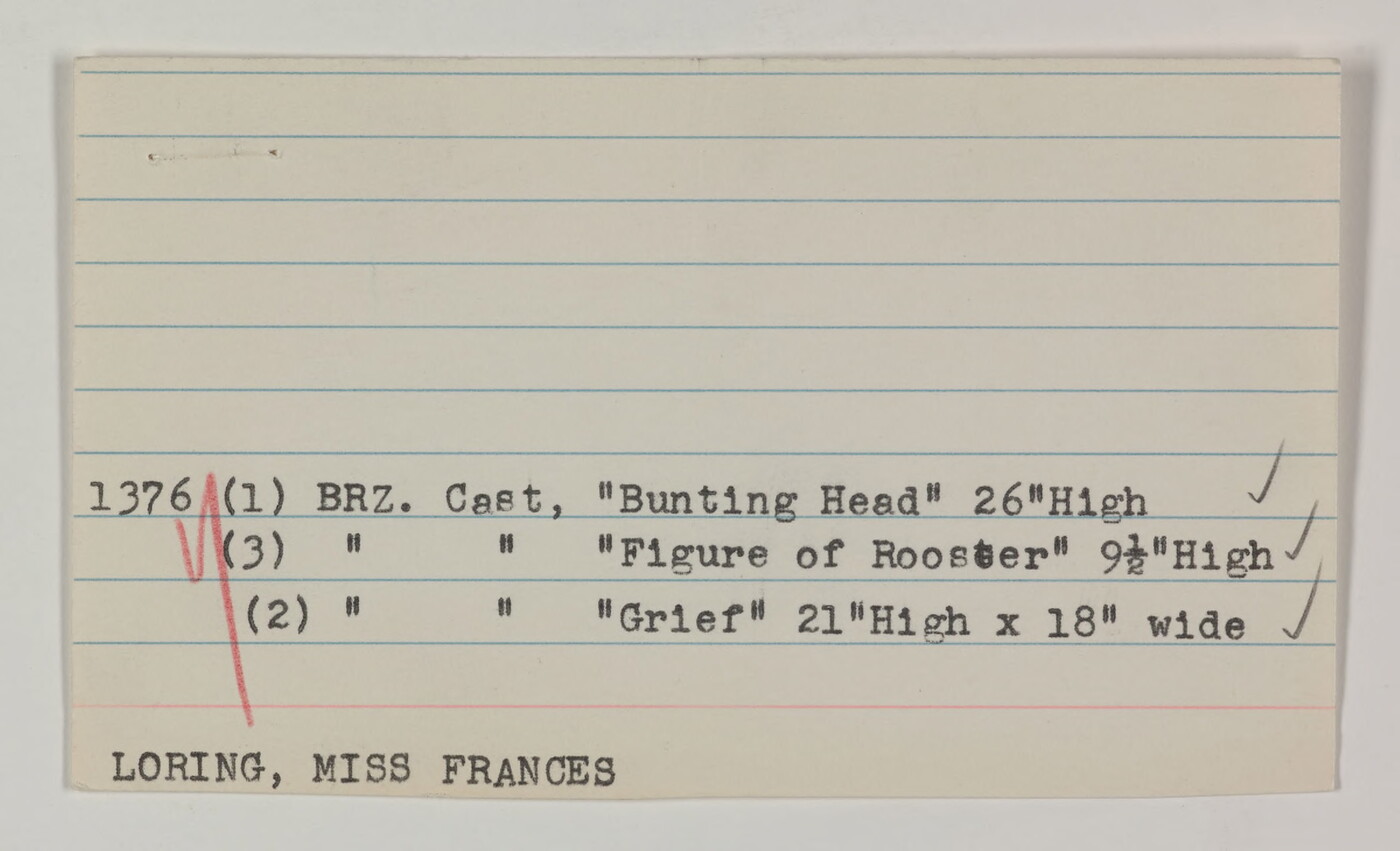 1376 (1) BRZ. Cast, "Bunting Head" 26"High
(3) " " "Figure of Rooster" 9½"High
(2) " " "Grief" 21"High x 18" wide
LORING, MISS FRANCES